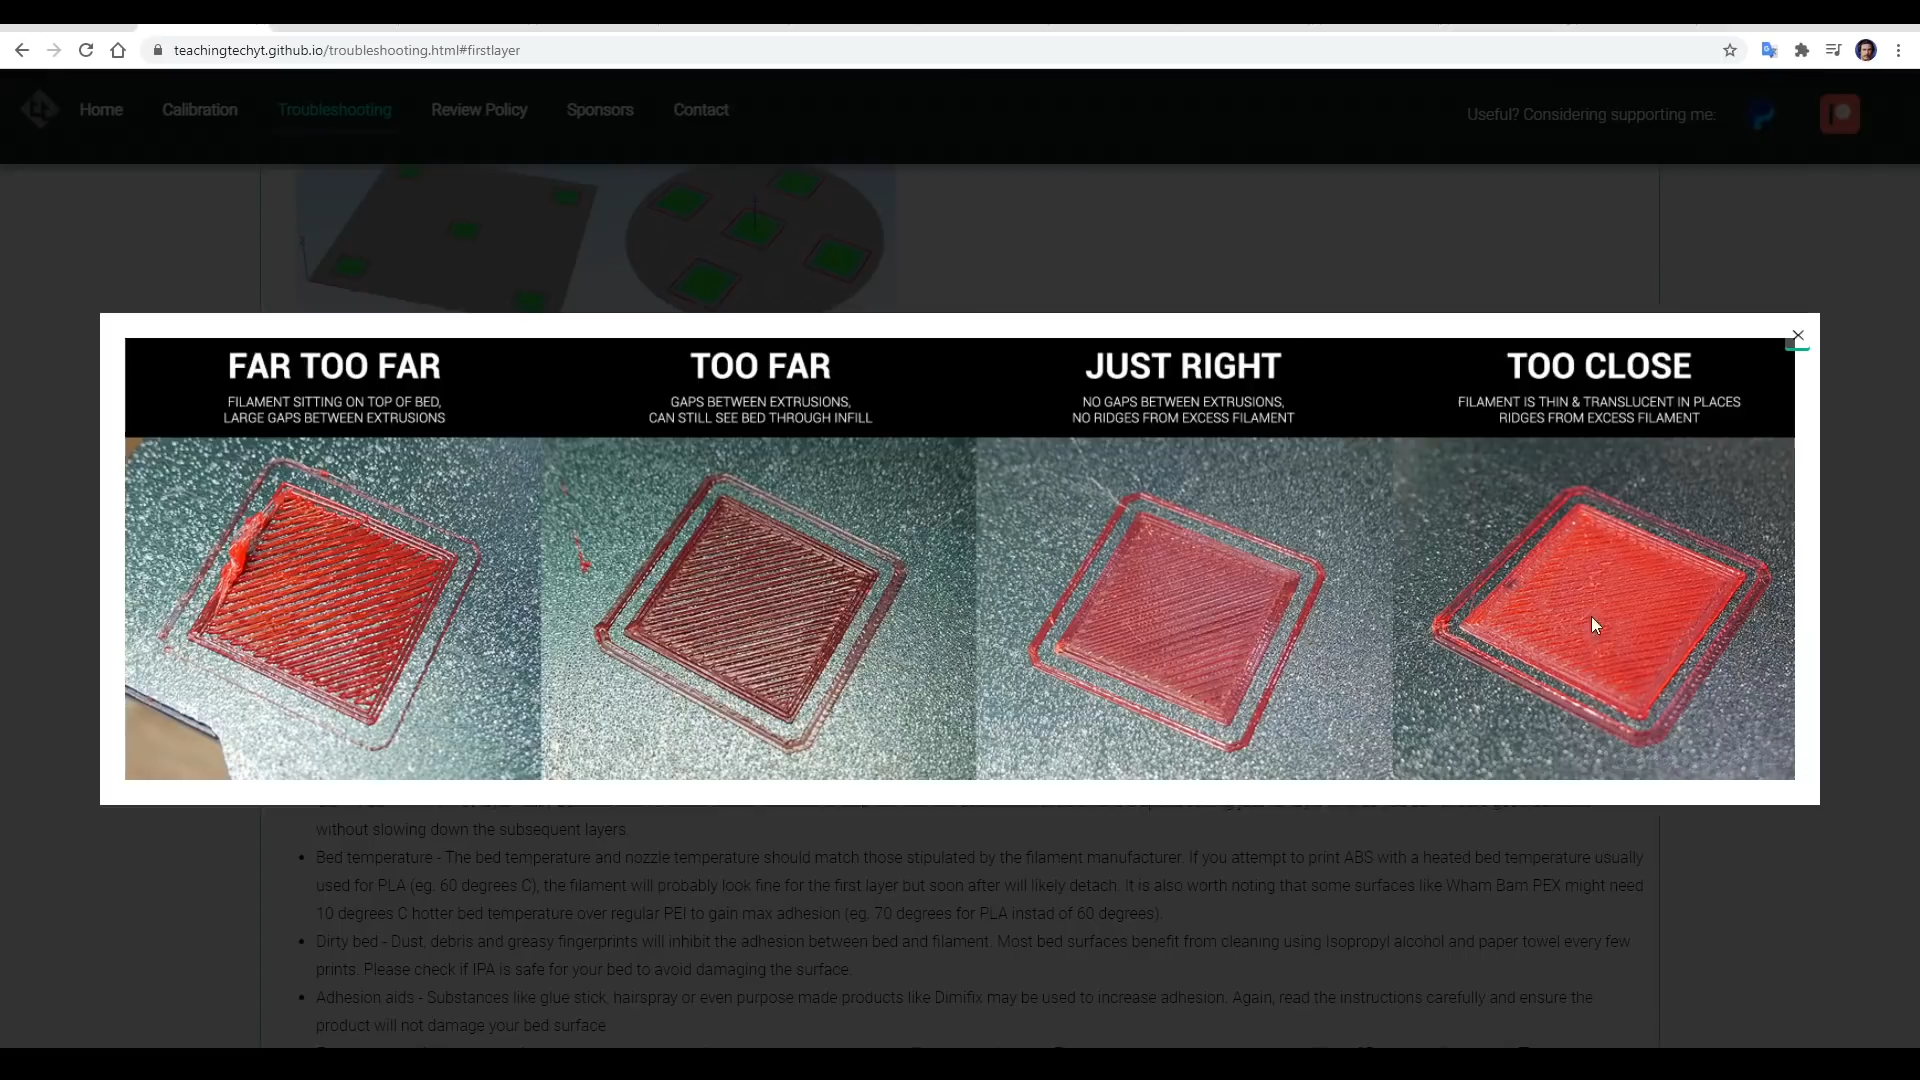 teachingtechyt.github.io/troubleshooting.html#firstlayer
Home Calibration Troubleshooting Review Policy Sponsors Contact Useful? Considering supporting me:
FAR TOO FAR
FILAMENT SITTING ON TOP OF BED,
LARGE GAPS BETWEEN EXTRUSIONS
TOO FAR
GAPS BETWEEN EXTRUSIONS,
CAN STILL SEE BED THROUGH INFILL
JUST RIGHT
NO GAPS BETWEEN EXTRUSIONS,
NO RIDGES FROM EXCESS FILAMENT
TOO CLOSE
FILAMENT IS THIN & TRANSLUCENT IN PLACES
RIDGES FROM EXCESS FILAMENT
without slowing down the subsequent layers.
• Bed temperature - The bed temperature and nozzle temperature should match those stipulated by the filament manufacturer. If you attempt to print ABS with a heated bed temperature usually
used for PLA (eg. 60 degrees C), the filament will probably look fine for the first layer but soon after will likely detach. It is also worth noting that some surfaces like Wham Bam PEX might need
10 degrees C hotter bed temperature over regular PEI to gain max adhesion (eg. 70 degrees for PLA instad of 60 degrees).
• Dirty bed - Dust, debris and greasy fingerprints will inhibit the adhesion between bed and filament. Most bed surfaces benefit from cleaning using Isopropyl alcohol and paper towel every few
prints. Please check if IPA is safe for your bed to avoid damaging the surface.
• Adhesion aids - Substances like glue stick, hairspray or even purpose made products like Dimifix may be used to increase adhesion. Again, read the instructions carefully and ensure the
product will not damage your bed surface